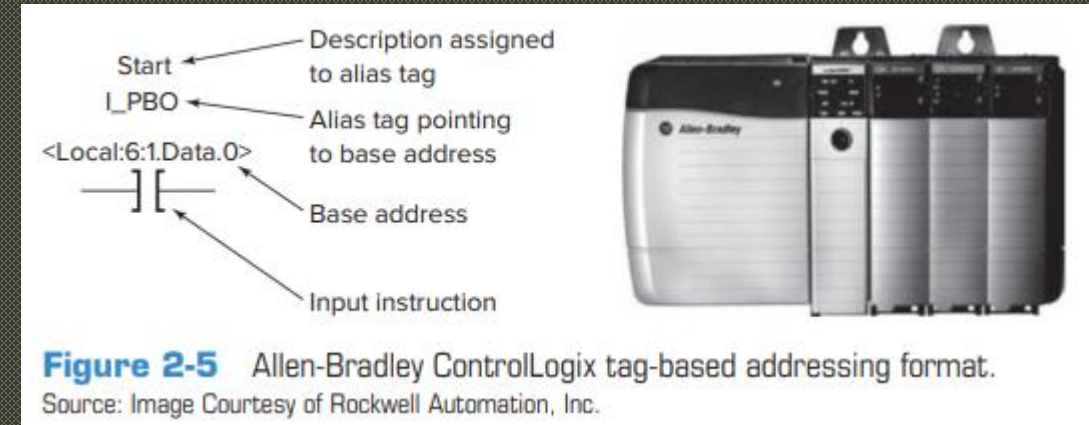 Start
I_PBO
<Local:6:1.Data.0>
Description assigned
to alias tag
Alias tag pointing
to base address
Base address
Input instruction
Allen-Bradley
Figure 2-5 Allen-Bradley ControlLogix tag-based addressing format.
Source: Image Courtesy of Rockwell Automation, Inc.